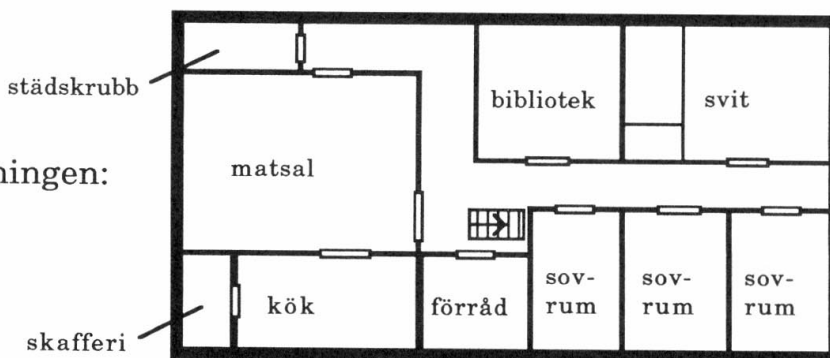 städskrubb
bibliotek
svit
ningen:
matsal
skafferi
kök
förråd
sov-
rum
sov-
rum
sov-
rum